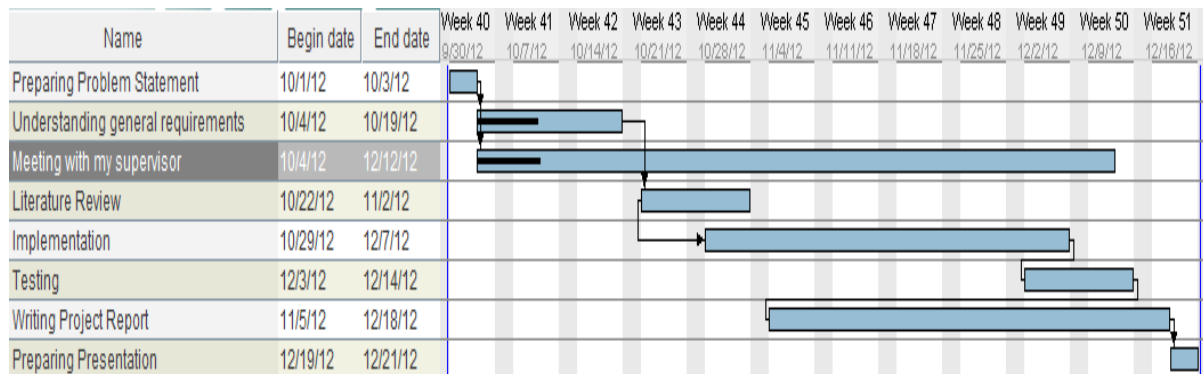 Name Begin date End date Week 40 Week 41 Week 42 Week 43 Week 44 Week 45 Week 46 Week 47 Week 48 Week 49 Week 50 Week 51
9/30/12 10/7/12 10/14/12 10/21/12 10/28/12 11/4/12 11/11/12 11/18/12 11/25/12 12/2/12 12/9/12 12/16/12
Preparing Problem Statement 10/1/12 10/3/12
Understanding general requirements 10/4/12 10/19/12
Meeting with my supervisor 10/4/12 12/12/12
Literature Review 10/22/12 11/2/12
Implementation 10/29/12 12/7/12
Testing 12/3/12 12/14/12
Writing Project Report 11/5/12 12/18/12
Preparing Presentation 12/19/12 12/21/12